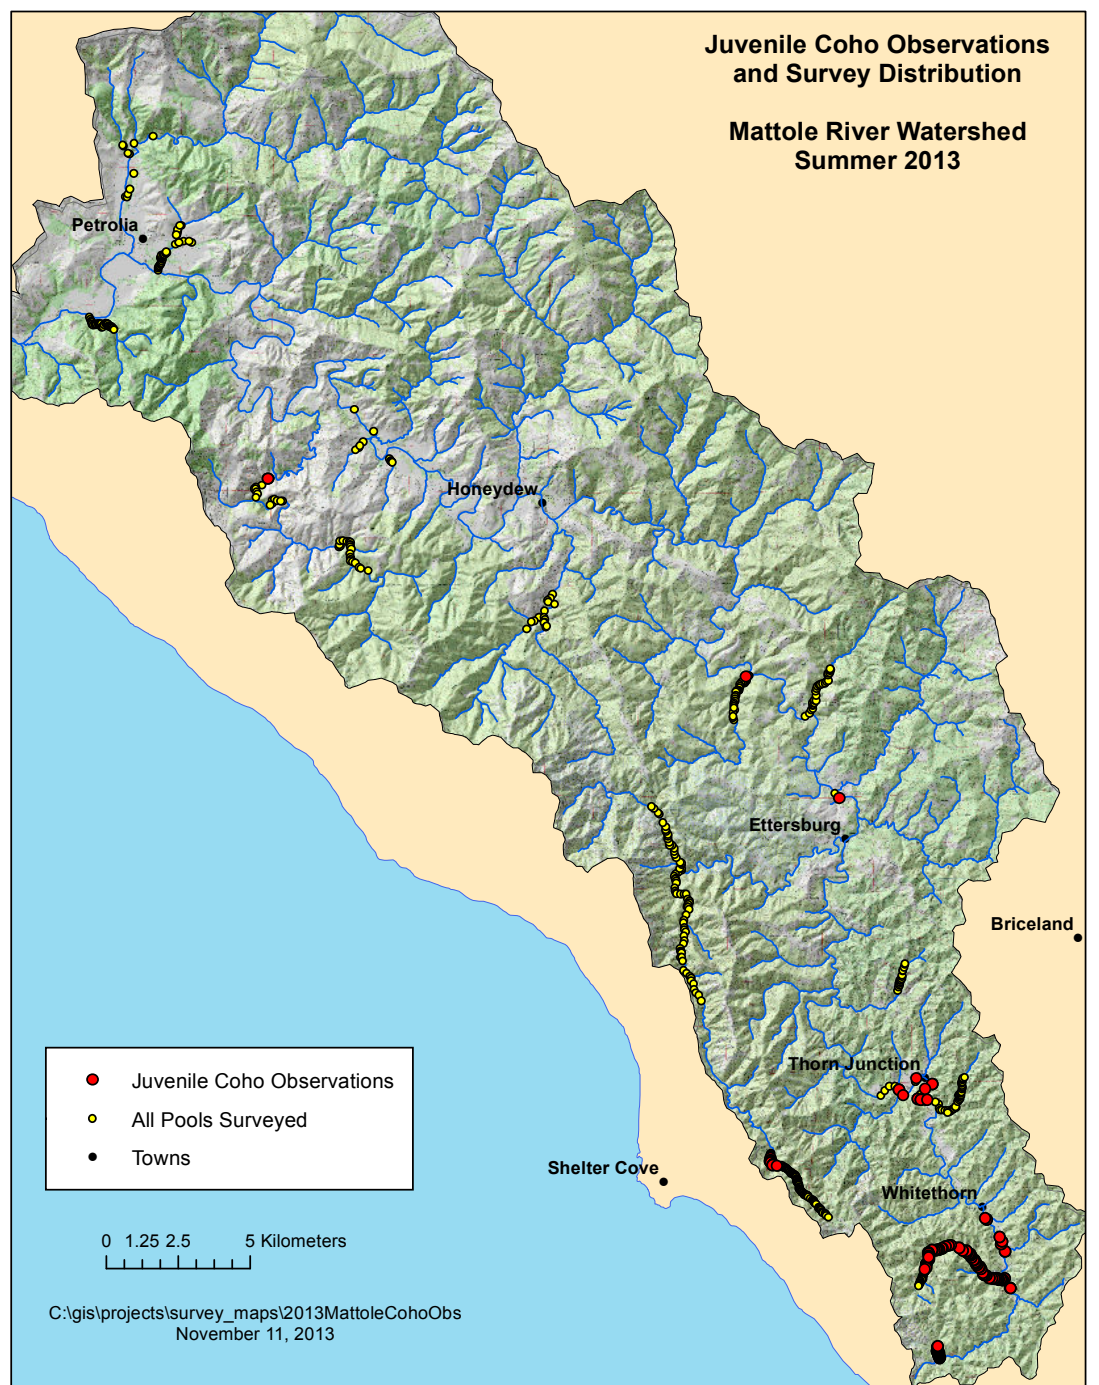 Juvenile Coho Observations
and Survey Distribution
Mattole River Watershed
Summer 2013
Petrolia
Honeydew
Ettersburg
Briceland
Thorn Junction
Shelter Cove
Whitethorn
Juvenile Coho Observations
All Pools Surveyed
Towns
0 1.25 2.5 5 Kilometers
C:\gis\projects\survey_maps\2013MattoleCohoObs
November 11, 2013